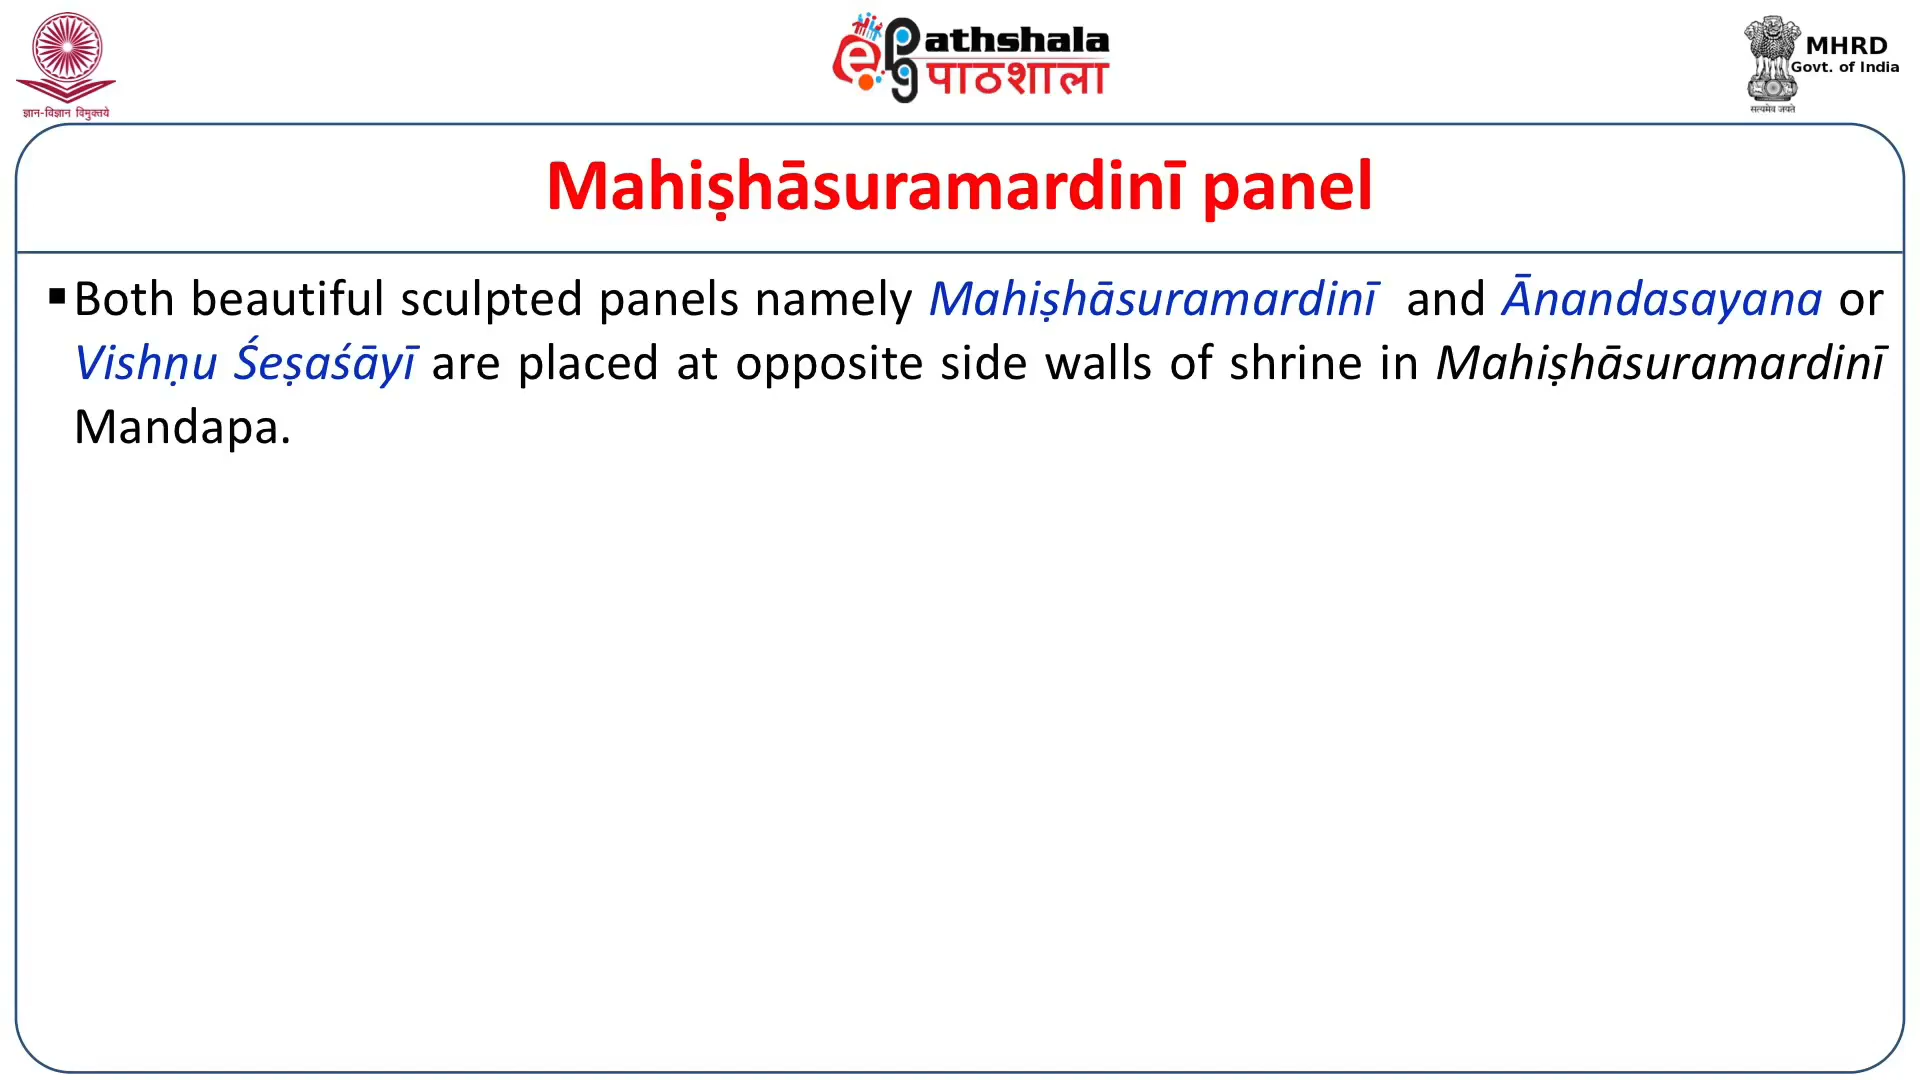 ज्ञान-विज्ञान विमुक्तये
ePathshala
पाठशाला
MHRD
Govt. of India
सत्यमेव जयते
Mahiṣhāsuramardinī panel
▪Both beautiful sculpted panels namely Mahiṣhāsuramardinī and Ānandasayana or
Vishṇu Śeṣaśāyī are placed at opposite side walls of shrine in Mahiṣhāsuramardinī
Mandapa.